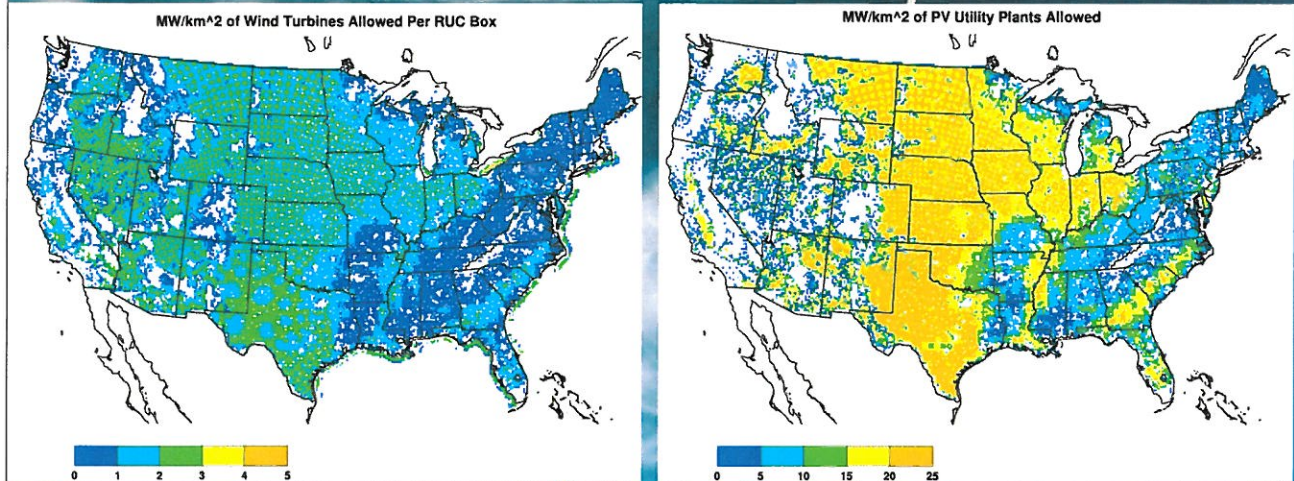 MW/km^2 of Wind Turbines Allowed Per RUC Box
0 1 2 3 4 5
MW/km^2 of PV Utility Plants Allowed
0 5 10 15 20 25